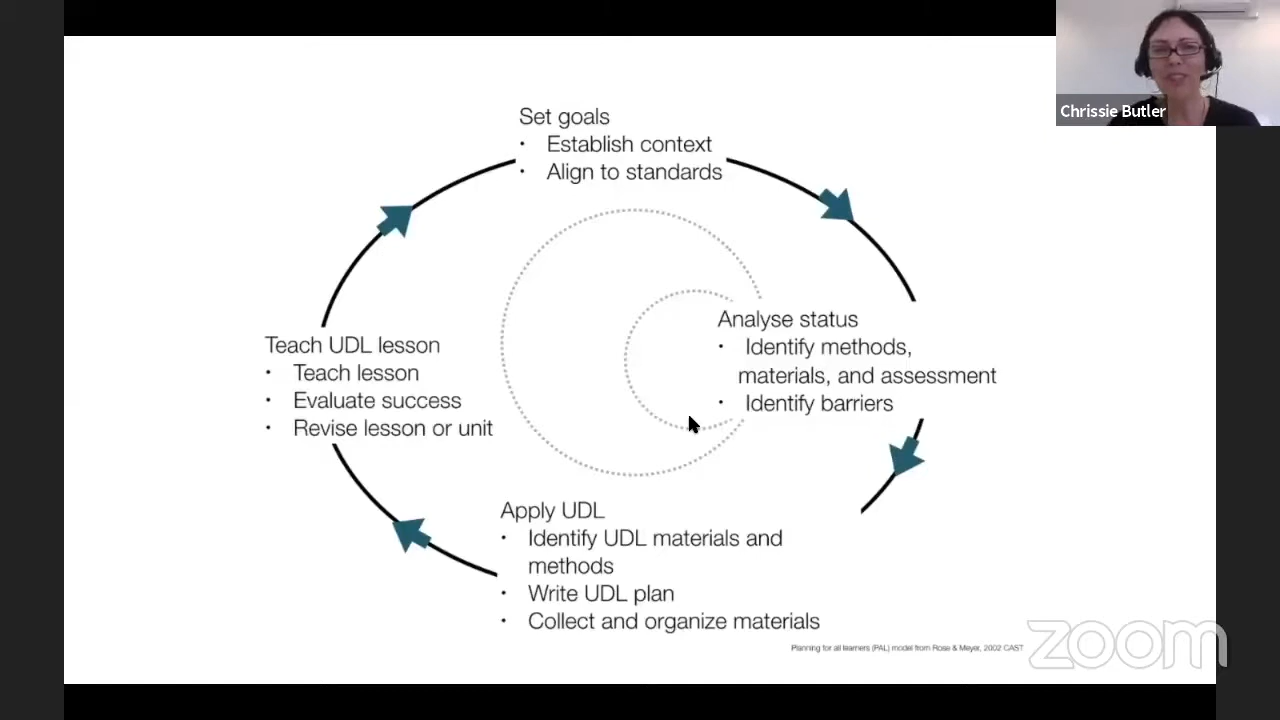 Chrissie Butler
Set goals
• Establish context
• Align to standards
Analyse status
• Identify methods,
materials, and assessment
• Identify barriers
Teach UDL lesson
• Teach lesson
• Evaluate success
• Revise lesson or unit
Apply UDL
• Identify UDL materials and
methods
• Write UDL plan
• Collect and organize materials
Planning for all learners (PAL) model from Rose & Meyer, 2002 CAST
zoom